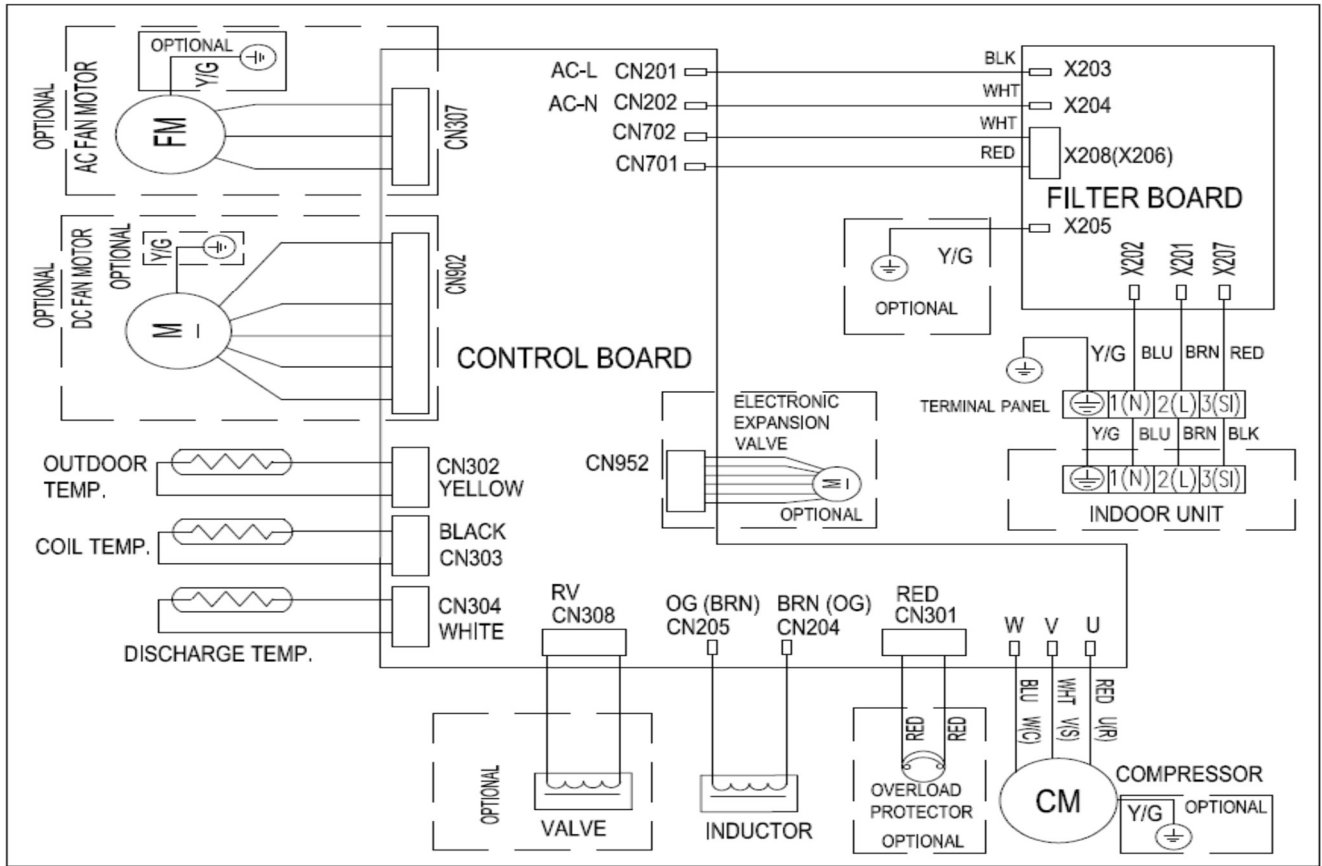 OPTIONAL
Y/G
FM
OPTIONAL
AC FAN MOTOR
CN307
OPTIONAL
DC FAN MOTOR
OPTIONAL
Y/G
M
CN902
OUTDOOR
TEMP.
CN302
YELLOW
COIL TEMP.
BLACK
CN303
CN304
WHITE
DISCHARGE TEMP.
CONTROL BOARD
AC-L CN201
AC-N CN202
CN702
CN701
BLK
WHT
WHT
RED
X203
X204
X208(X206)
FILTER BOARD
X205
Y/G
OPTIONAL
X202
X201
X207
Y/G BLU BRN RED
TERMINAL PANEL
1(N) 2(L) 3(SI)
Y/G BLU BRN BLK
1(N) 2(L) 3(SI)
INDOOR UNIT
ELECTRONIC
EXPANSION
VALVE
CN952
M
OPTIONAL
RV
CN308
OPTIONAL
VALVE
OG (BRN)
CN205
BRN (OG)
CN204
INDUCTOR
RED
CN301
RED
RED
OVERLOAD
PROTECTOR
OPTIONAL
W V U
BLU W(C)
WHT V(S)
RED U(R)
CM
COMPRESSOR
Y/G
OPTIONAL